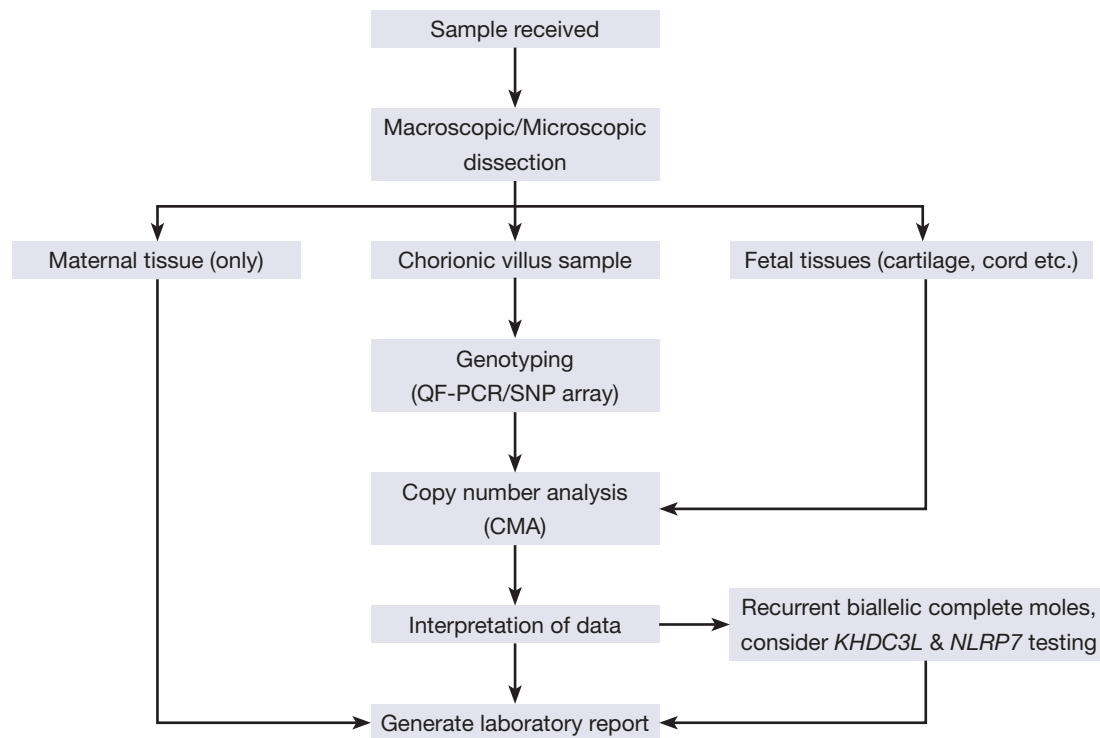 Sample received
Macroscopic/Microscopic
dissection
Maternal tissue (only)
Chorionic villus sample
Fetal tissues (cartilage, cord etc.)
Genotyping
(QF-PCR/SNP array)
Copy number analysis
(CMA)
Interpretation of data
Recurrent biallelic complete moles,
consider KHDC3L & NLRP7 testing
Generate laboratory report